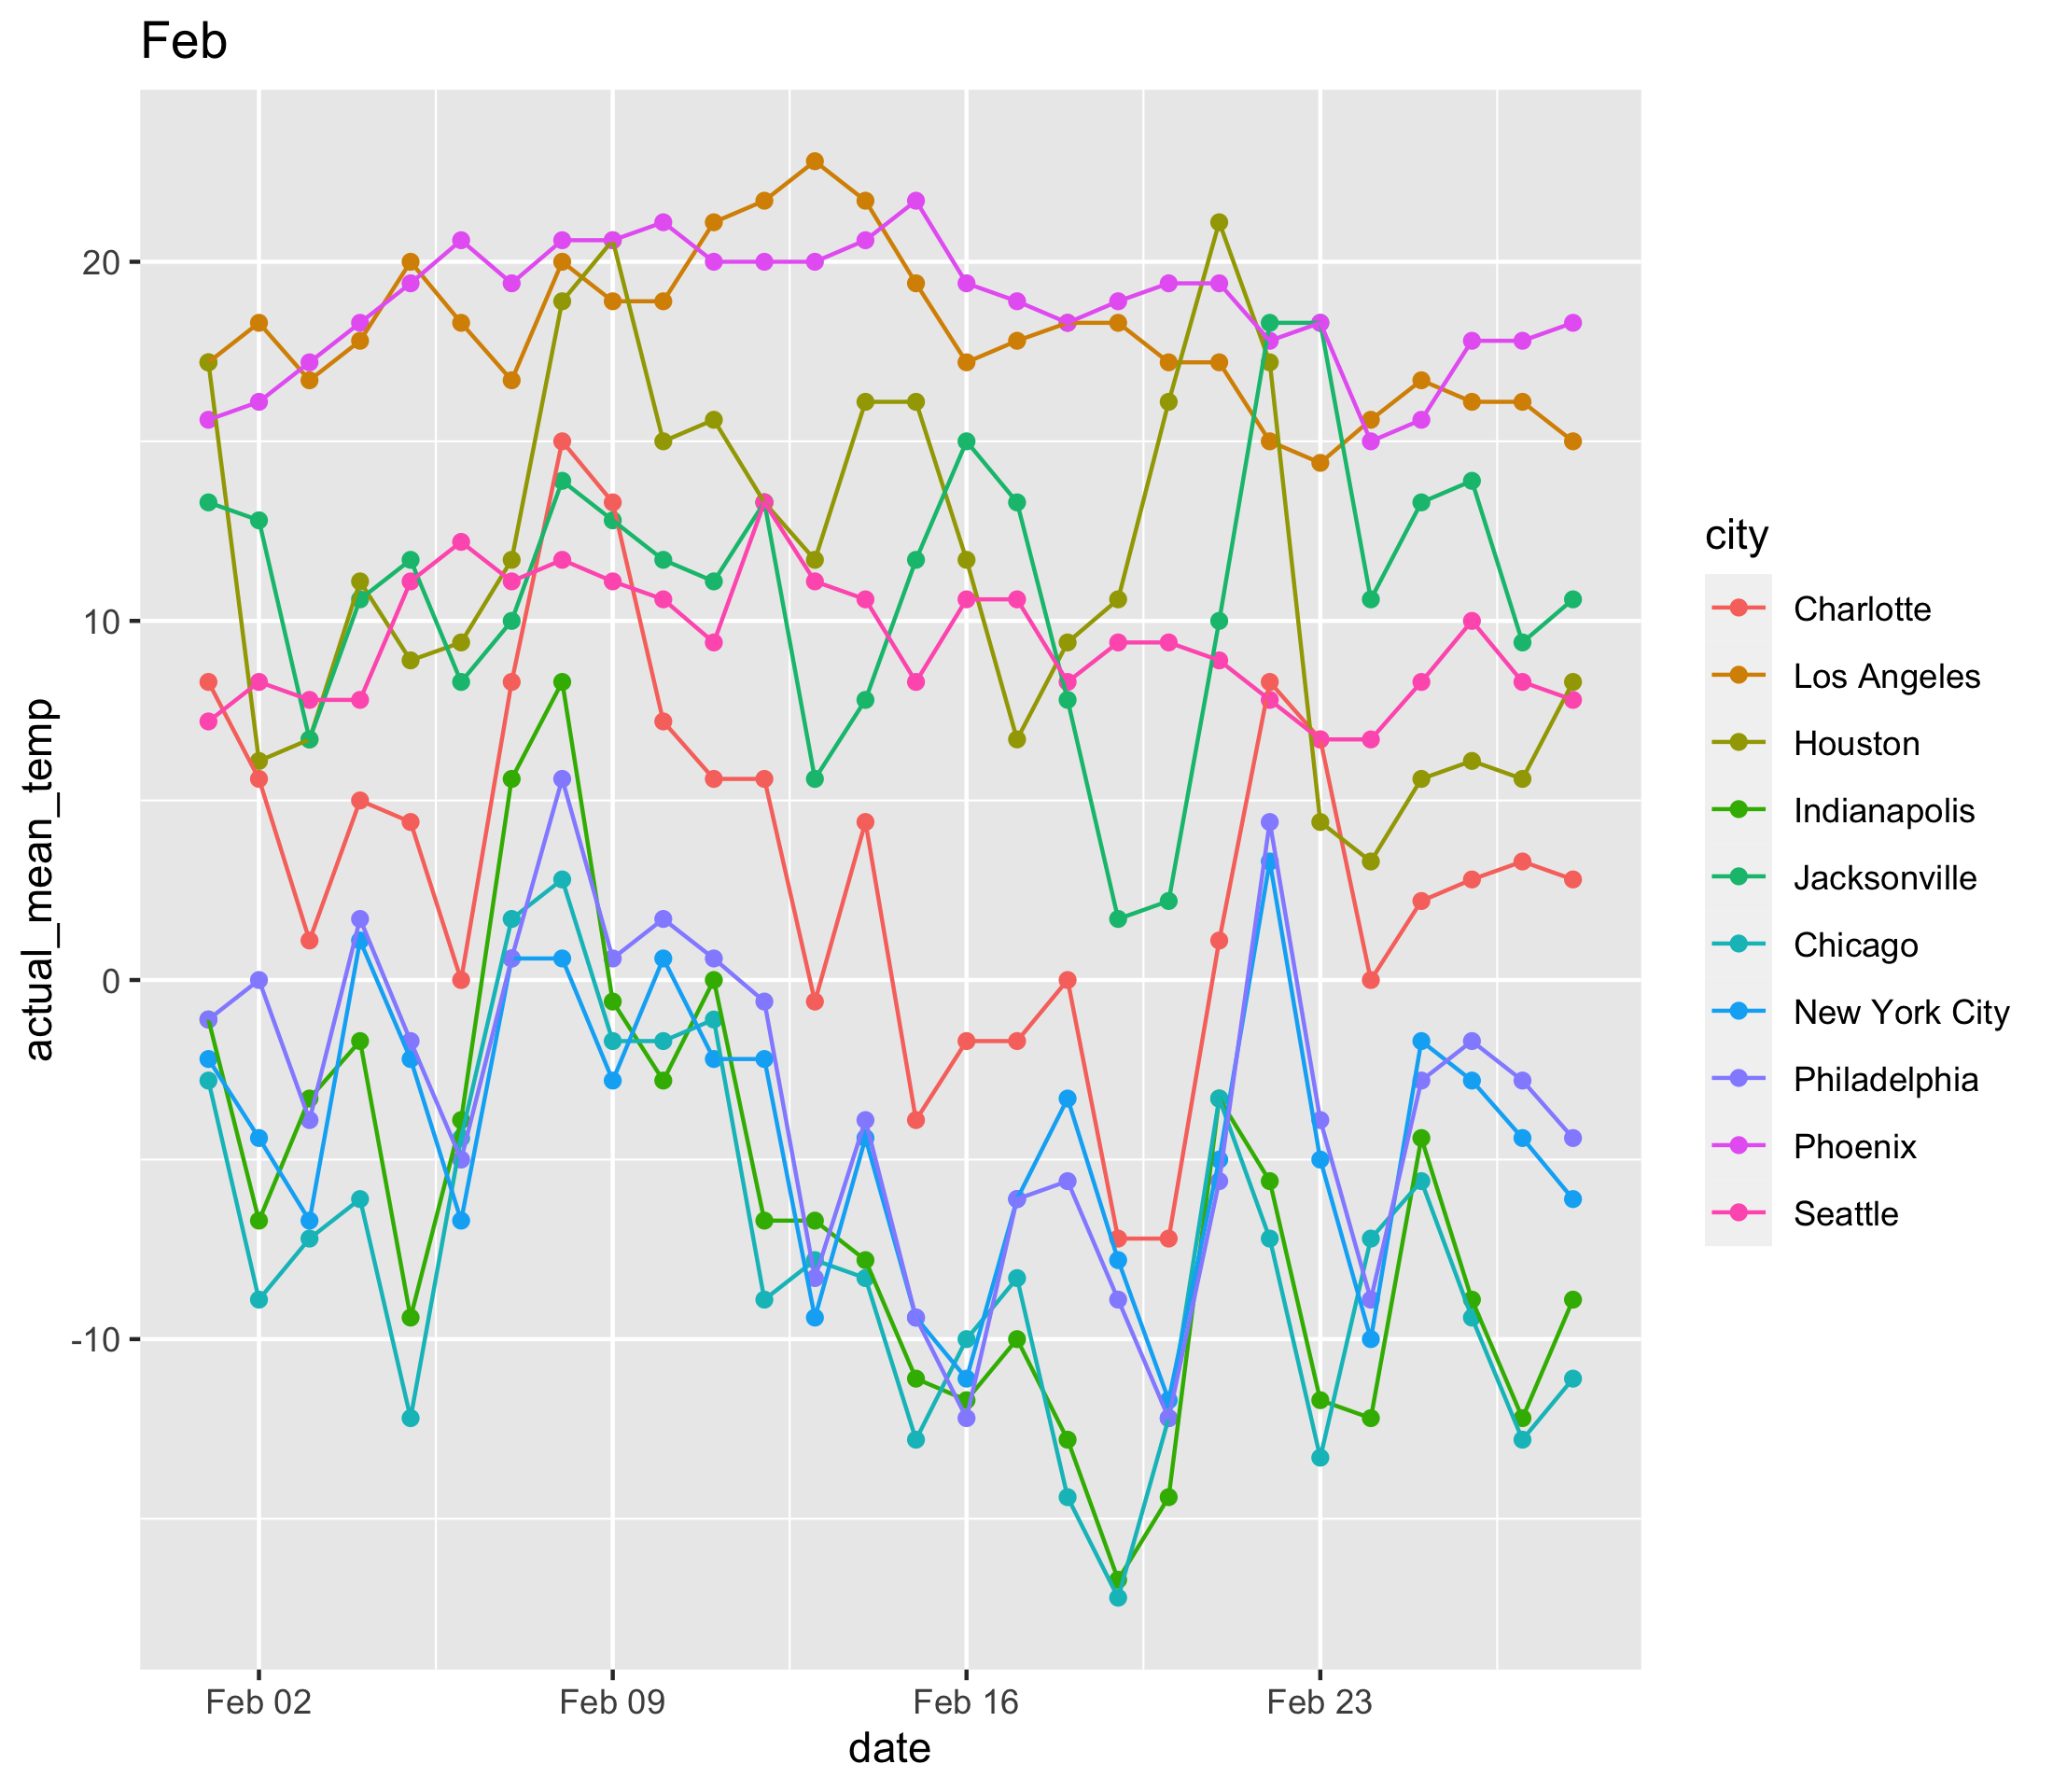 Feb
20
10
0
-10
actual_mean_temp
Feb 02
Feb 09
Feb 16
Feb 23
date
city
Charlotte
Los Angeles
Houston
Indianapolis
Jacksonville
Chicago
New York City
Philadelphia
Phoenix
Seattle